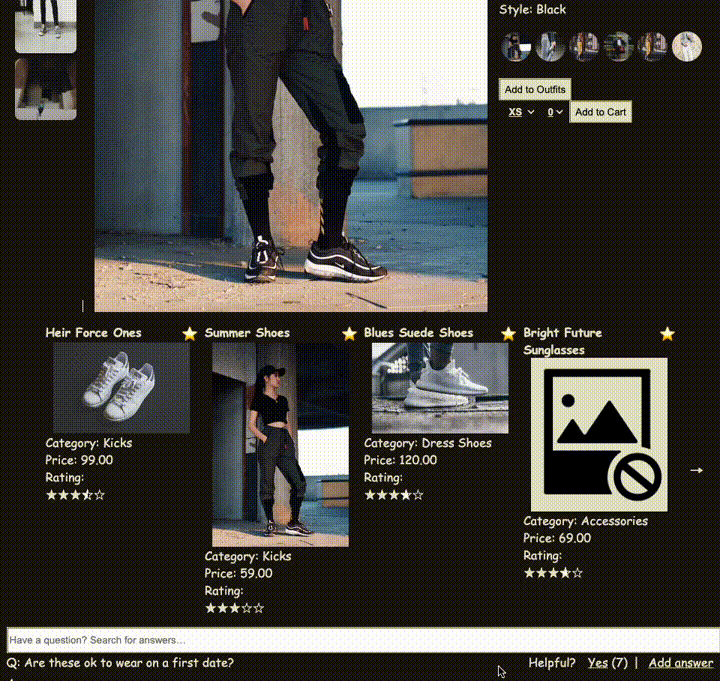 Style: Black
Add to Outfits
XS 0 Add to Cart
Heir Force Ones
Category: Kicks
Price: 99.00
Rating:
Summer Shoes
Category: Kicks
Price: 59.00
Rating:
Blues Suede Shoes
Category: Dress Shoes
Price: 120.00
Rating:
Bright Future
Sunglasses
Category: Accessories
Price: 69.00
Rating:
Have a question? Search for answers...
Q: Are these ok to wear on a first date? Helpful? Yes (7) | Add answer